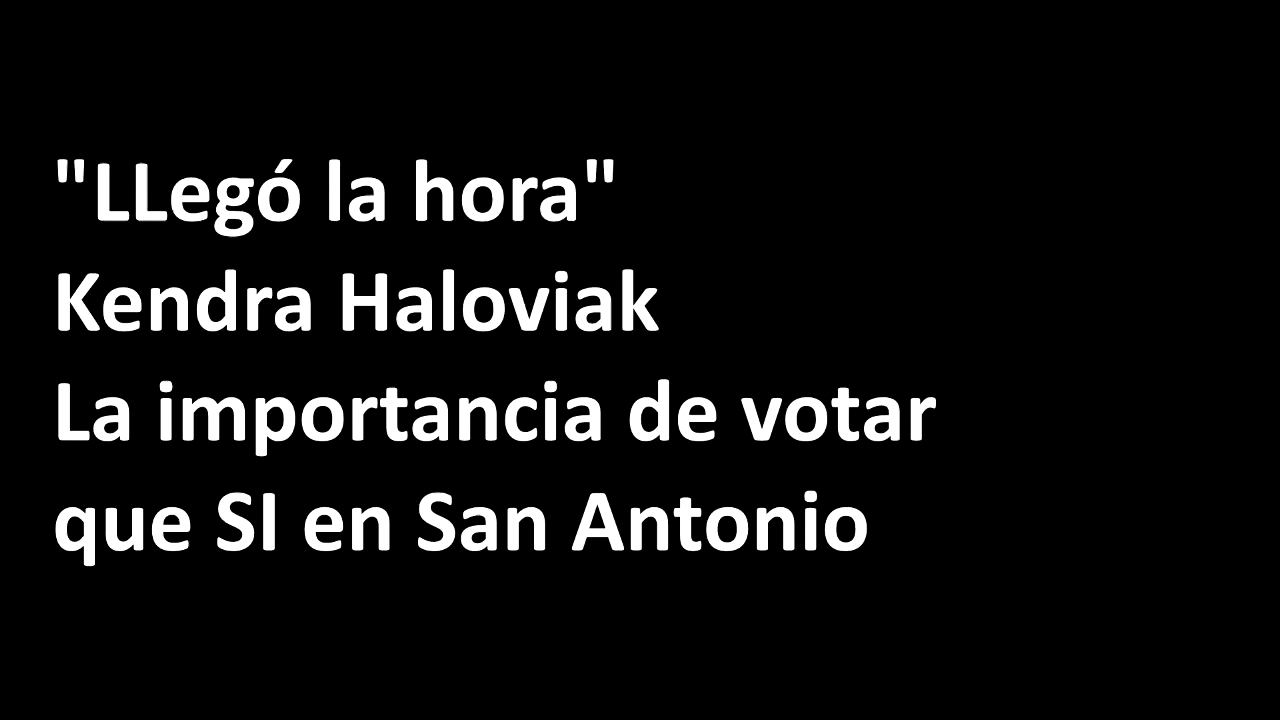 "LLegó la hora"
Kendra Haloviak
La importancia de votar
que SI en San Antonio